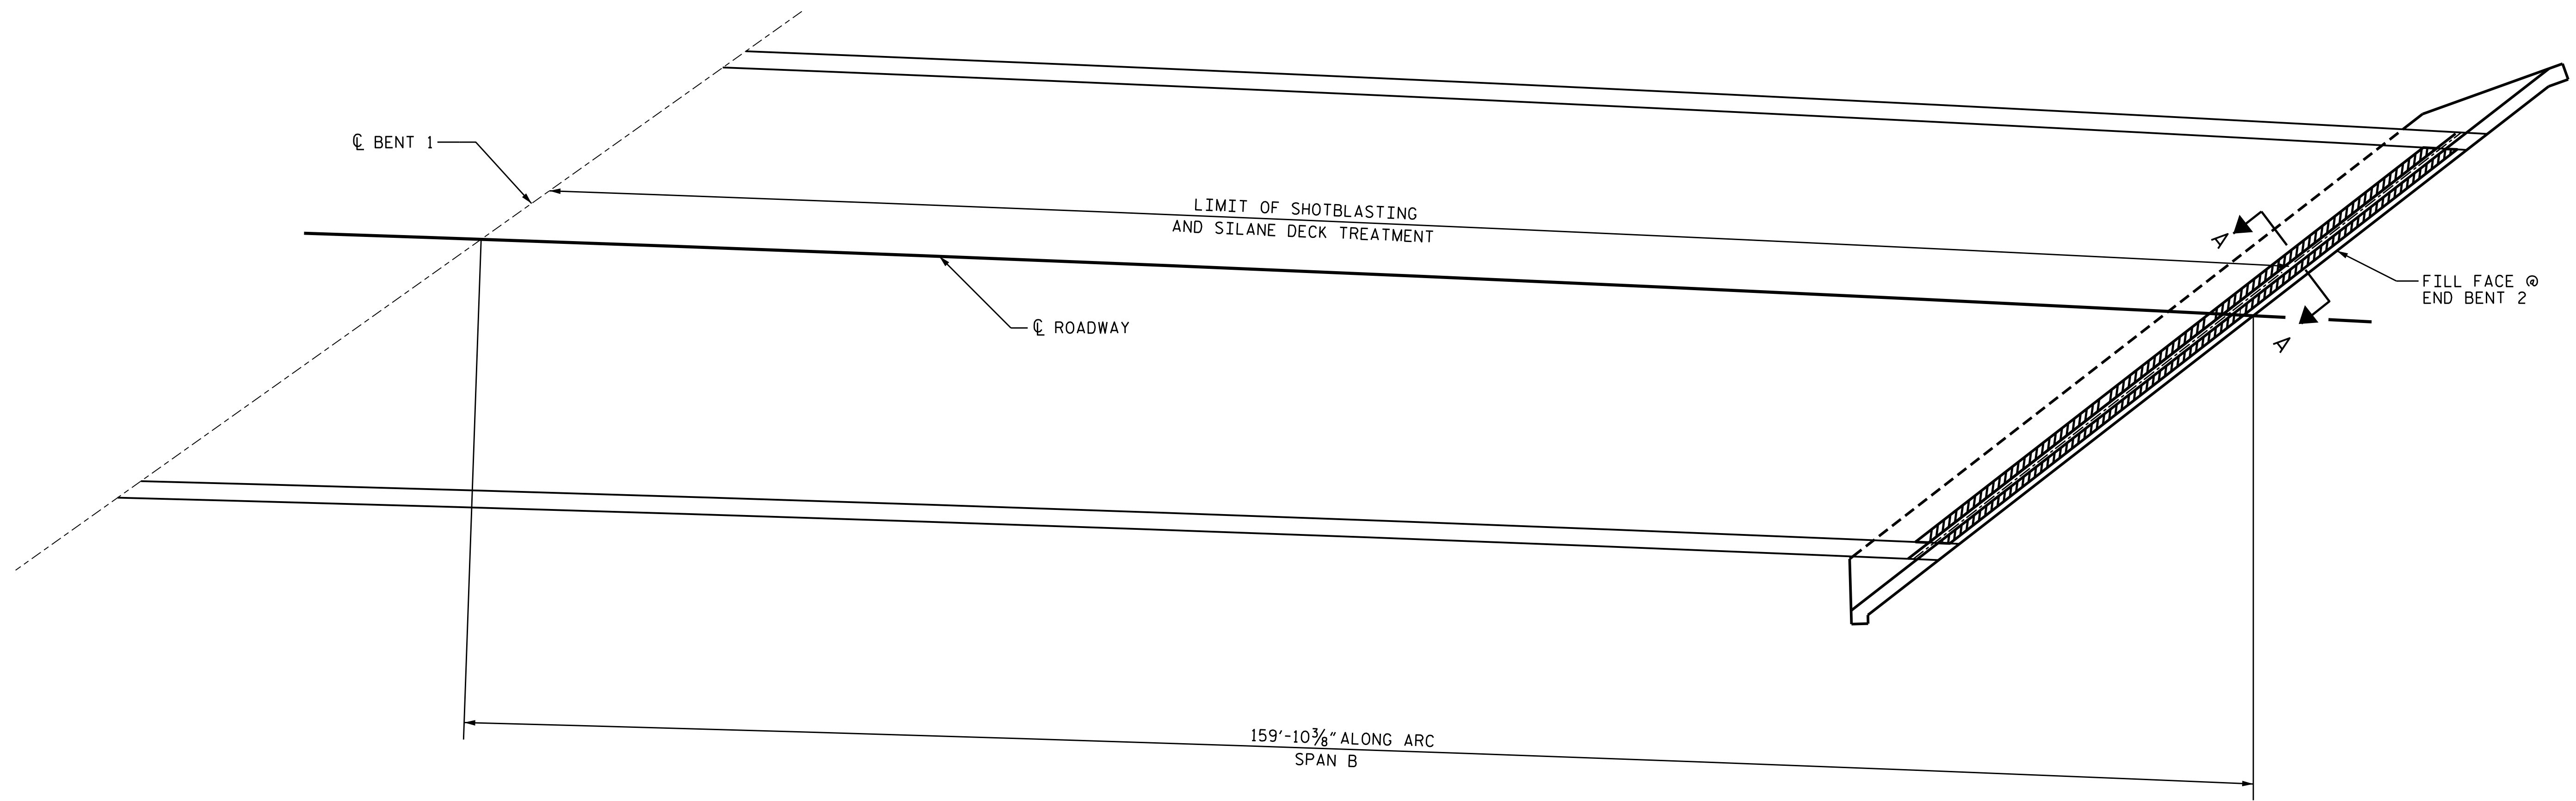 ℄ BENT 1
LIMIT OF SHOTBLASTING
AND SILANE DECK TREATMENT
A
FILL FACE @
END BENT 2
℄ ROADWAY
A
159'-10⅜" ALONG ARC
SPAN B